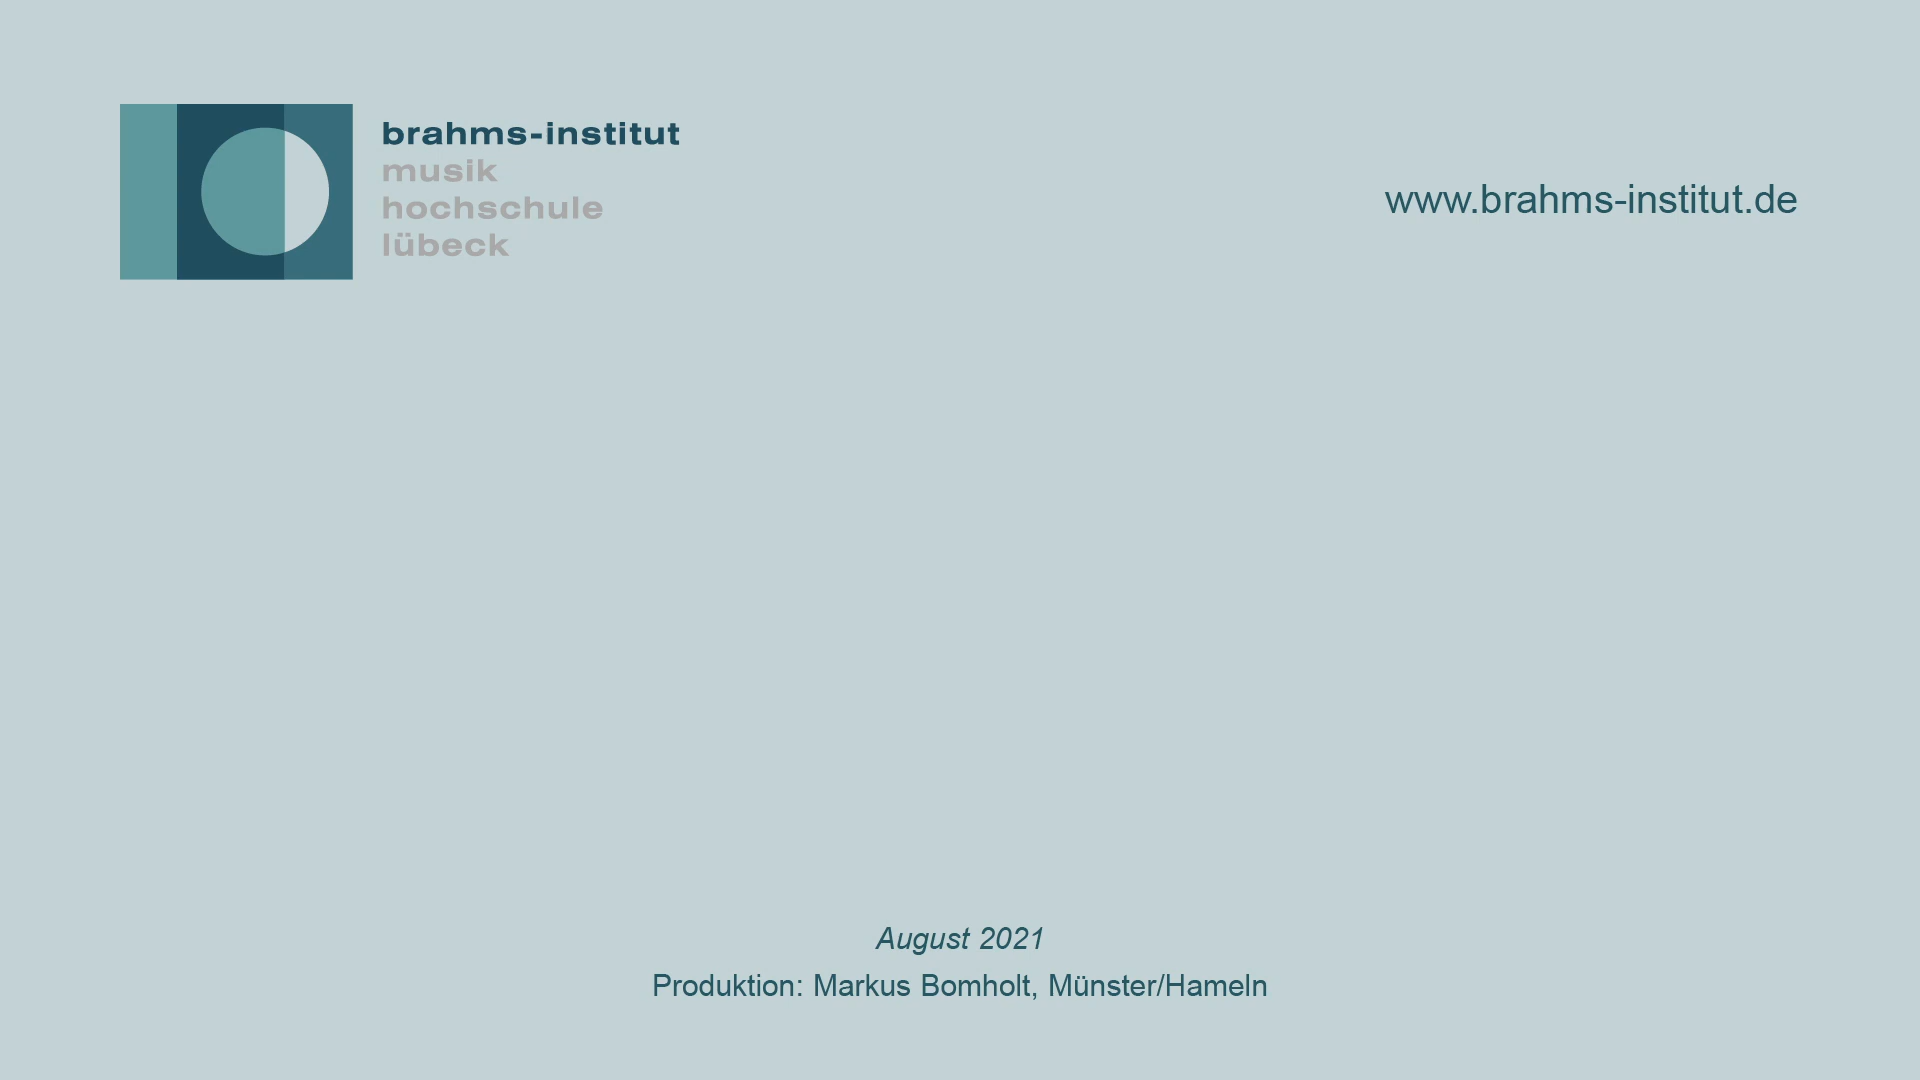 brahms-institut
musik
hochschule
lübeck
www.brahms-institut.de
August 2021
Produktion: Markus Bomholt, Münster/Hameln